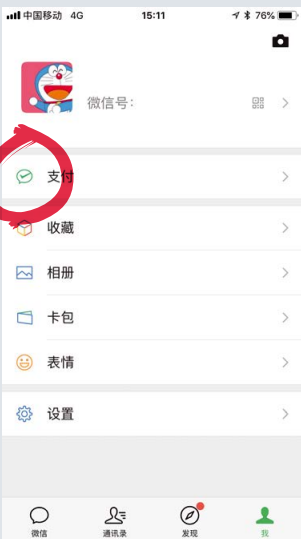 中国移动 4G 15:11 76%
微信号:
支付
收藏
相册
卡包
表情
设置
微信 通讯录 发现 我